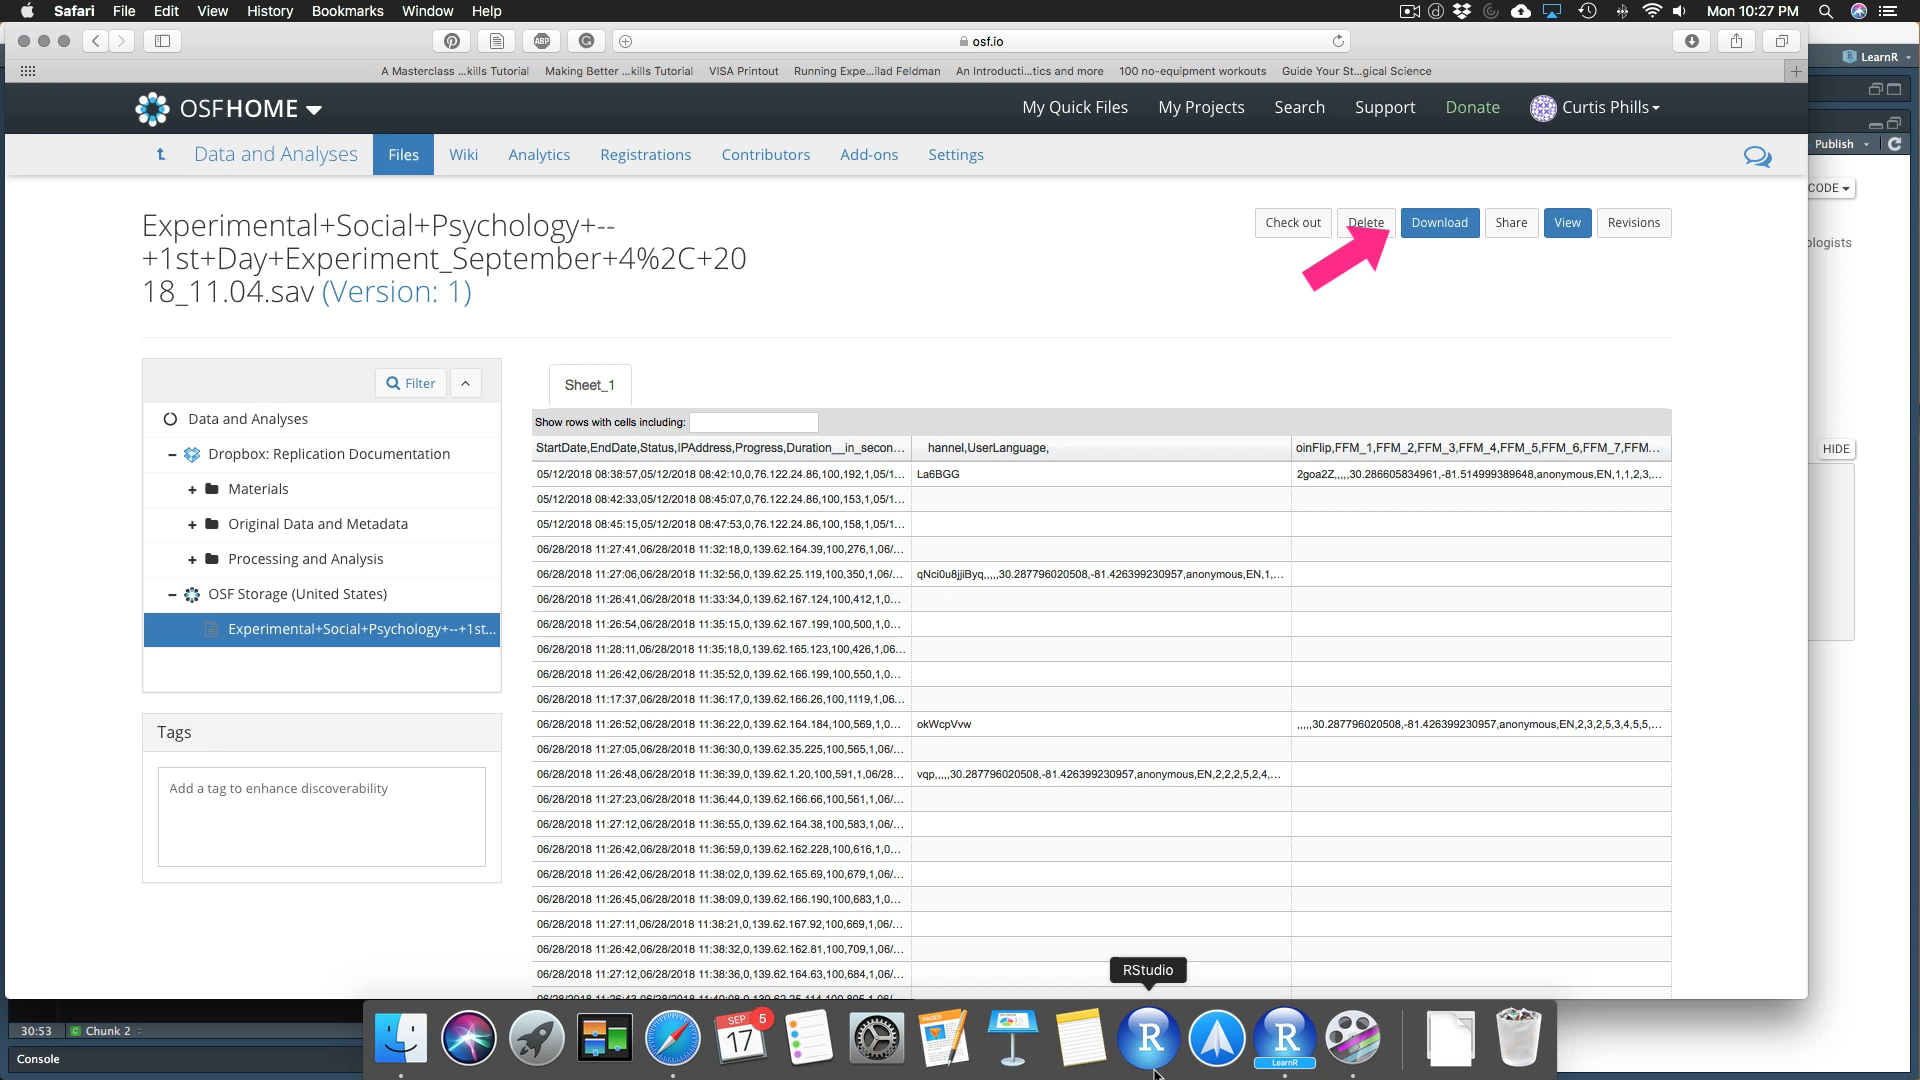 Safari File Edit View History Bookmarks Window Help
Mon 10:27 PM
osf.io
LearnR
A Masterclass ...kills Tutorial Making Better ...kills Tutorial VISA Printout Running Expe...ilad Feldman An Introducti...tics and more 100 no-equipment workouts Guide Your St...gical Science
OSFHOME My Quick Files My Projects Search Support Donate Curtis Phills
Data and Analyses Files Wiki Analytics Registrations Contributors Add-ons Settings
Publish
CODE
Experimental+Social+Psychology+--
+1st+Day+Experiment_September+4%2C+20
18_11.04.sav (Version: 1)
Check out Delete Download Share View Revisions
ologists
Filter
Data and Analyses
Dropbox: Replication Documentation
Materials
Original Data and Metadata
Processing and Analysis
OSF Storage (United States)
Experimental+Social+Psychology+--+1st...
Tags
Add a tag to enhance discoverability
Sheet_1
Show rows with cells including:
StartDate,EndDate,Status,IPAddress,Progress,Duration__in_secon... hannel,UserLanguage, oinFlip,FFM_1,FFM_2,FFM_3,FFM_4,FFM_5,FFM_6,FFM_7,FFM...
HIDE
05/12/2018 08:38:57,05/12/2018 08:42:10,0,76.122.24.86,100,192,1,05/1... La6BGG 2goa2Z,,,,,30.286605834961,-81.514999389648,anonymous,EN,1,1,2,3,...
05/12/2018 08:42:33,05/12/2018 08:45:07,0,76.122.24.86,100,153,1,05/1...
05/12/2018 08:45:15,05/12/2018 08:47:53,0,76.122.24.86,100,158,1,05/1...
06/28/2018 11:27:41,06/28/2018 11:32:18,0,139.62.164.39,100,276,1,06/...
06/28/2018 11:27:06,06/28/2018 11:32:56,0,139.62.25.119,100,350,1,06/... qNci0u8jjiByq,,,,,30.287796020508,-81.426399230957,anonymous,EN,1,...
06/28/2018 11:26:41,06/28/2018 11:33:34,0,139.62.167.124,100,412,1,0...
06/28/2018 11:26:54,06/28/2018 11:35:15,0,139.62.167.199,100,500,1,0...
06/28/2018 11:28:11,06/28/2018 11:35:18,0,139.62.165.123,100,426,1,06...
06/28/2018 11:26:42,06/28/2018 11:35:52,0,139.62.166.199,100,550,1,0...
06/28/2018 11:17:37,06/28/2018 11:36:17,0,139.62.166.26,100,1119,1,06...
06/28/2018 11:26:52,06/28/2018 11:36:22,0,139.62.164.184,100,569,1,0... okWcpVvw ,,,,,30.287796020508,-81.426399230957,anonymous,EN,2,3,2,5,3,4,5,5,...
06/28/2018 11:27:05,06/28/2018 11:36:30,0,139.62.35.225,100,565,1,06/...
06/28/2018 11:26:48,06/28/2018 11:36:39,0,139.62.1.20,100,591,1,06/28... vqp,,,,,30.287796020508,-81.426399230957,anonymous,EN,2,2,2,5,2,4,...
06/28/2018 11:27:23,06/28/2018 11:36:44,0,139.62.166.66,100,561,1,06/...
06/28/2018 11:27:12,06/28/2018 11:36:55,0,139.62.164.38,100,583,1,06/...
06/28/2018 11:26:42,06/28/2018 11:36:59,0,139.62.162.228,100,616,1,0...
06/28/2018 11:26:42,06/28/2018 11:38:02,0,139.62.165.69,100,679,1,06/...
06/28/2018 11:26:45,06/28/2018 11:38:09,0,139.62.166.190,100,683,1,0...
06/28/2018 11:27:11,06/28/2018 11:38:21,0,139.62.167.92,100,669,1,06/...
06/28/2018 11:26:42,06/28/2018 11:38:32,0,139.62.162.81,100,709,1,06/...
06/28/2018 11:27:12,06/28/2018 11:38:36,0,139.62.164.63,100,684,1,06/...
RStudio
30:53 C Chunk 2
Console
SEP 17
5
PAGES
R
R
LearnR